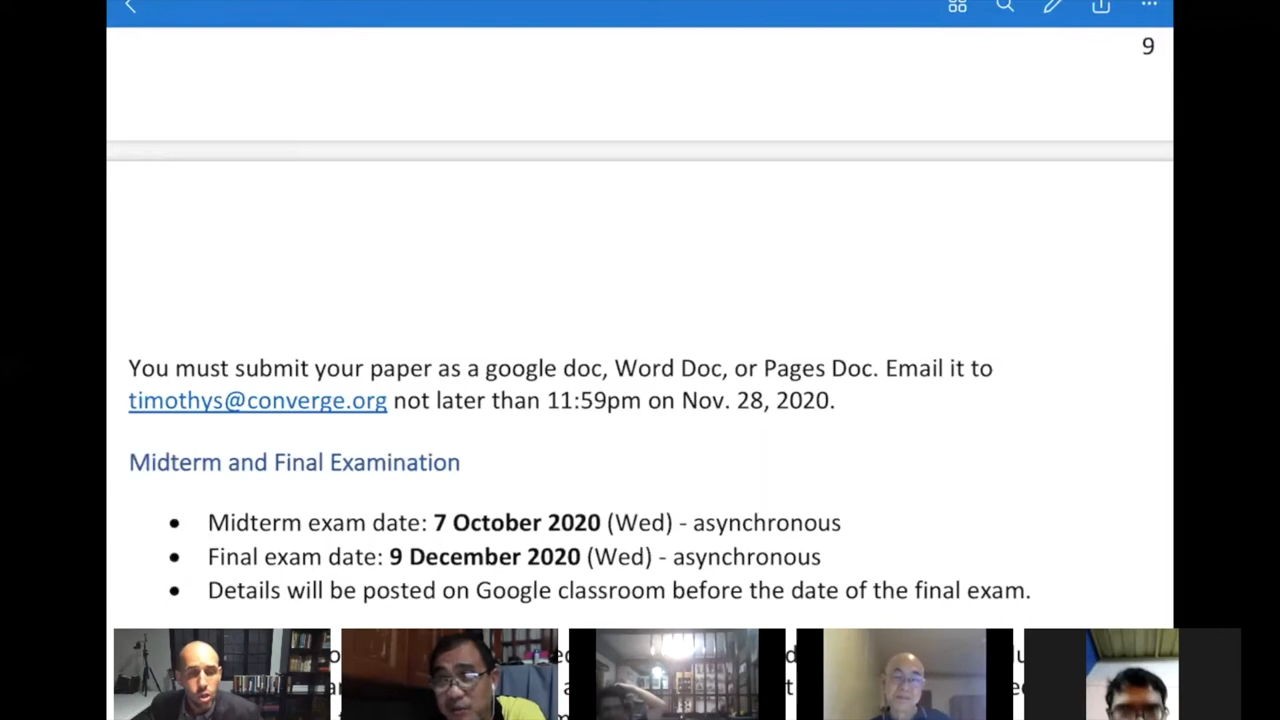 9
You must submit your paper as a google doc, Word Doc, or Pages Doc. Email it to
timothys@converge.org not later than 11:59pm on Nov. 28, 2020.
Midterm and Final Examination
• Midterm exam date: 7 October 2020 (Wed) - asynchronous
• Final exam date: 9 December 2020 (Wed) - asynchronous
• Details will be posted on Google classroom before the date of the final exam.